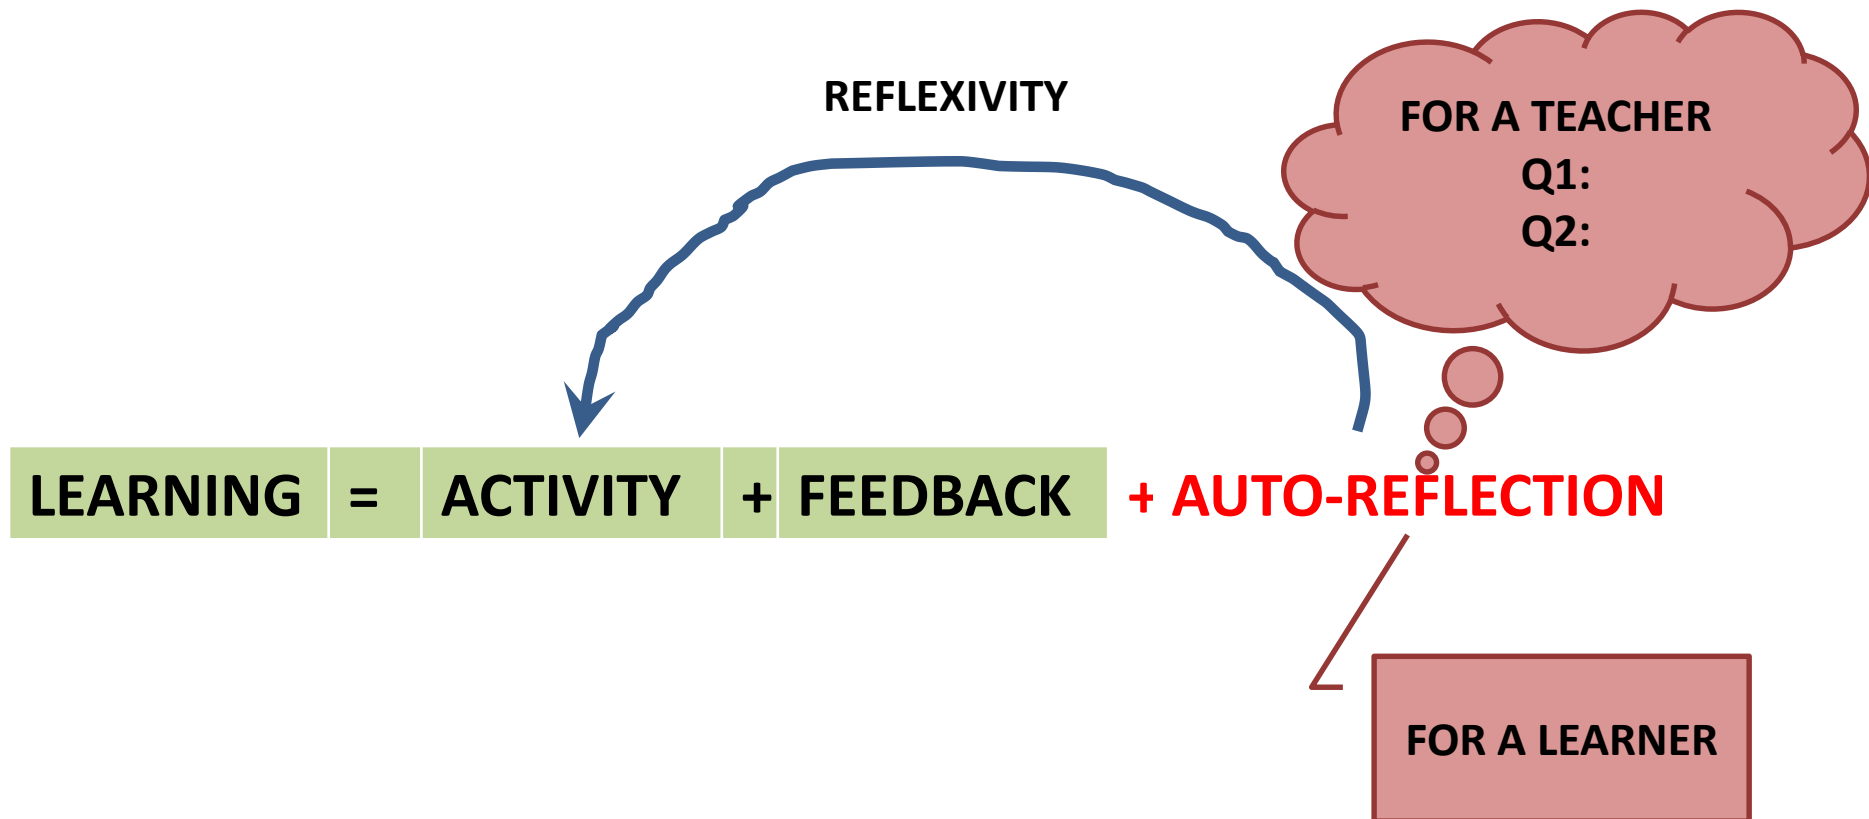 REFLEXIVITY
FOR A TEACHER
Q1:
Q2:
LEARNING = ACTIVITY + FEEDBACK + AUTO-REFLECTION
FOR A LEARNER